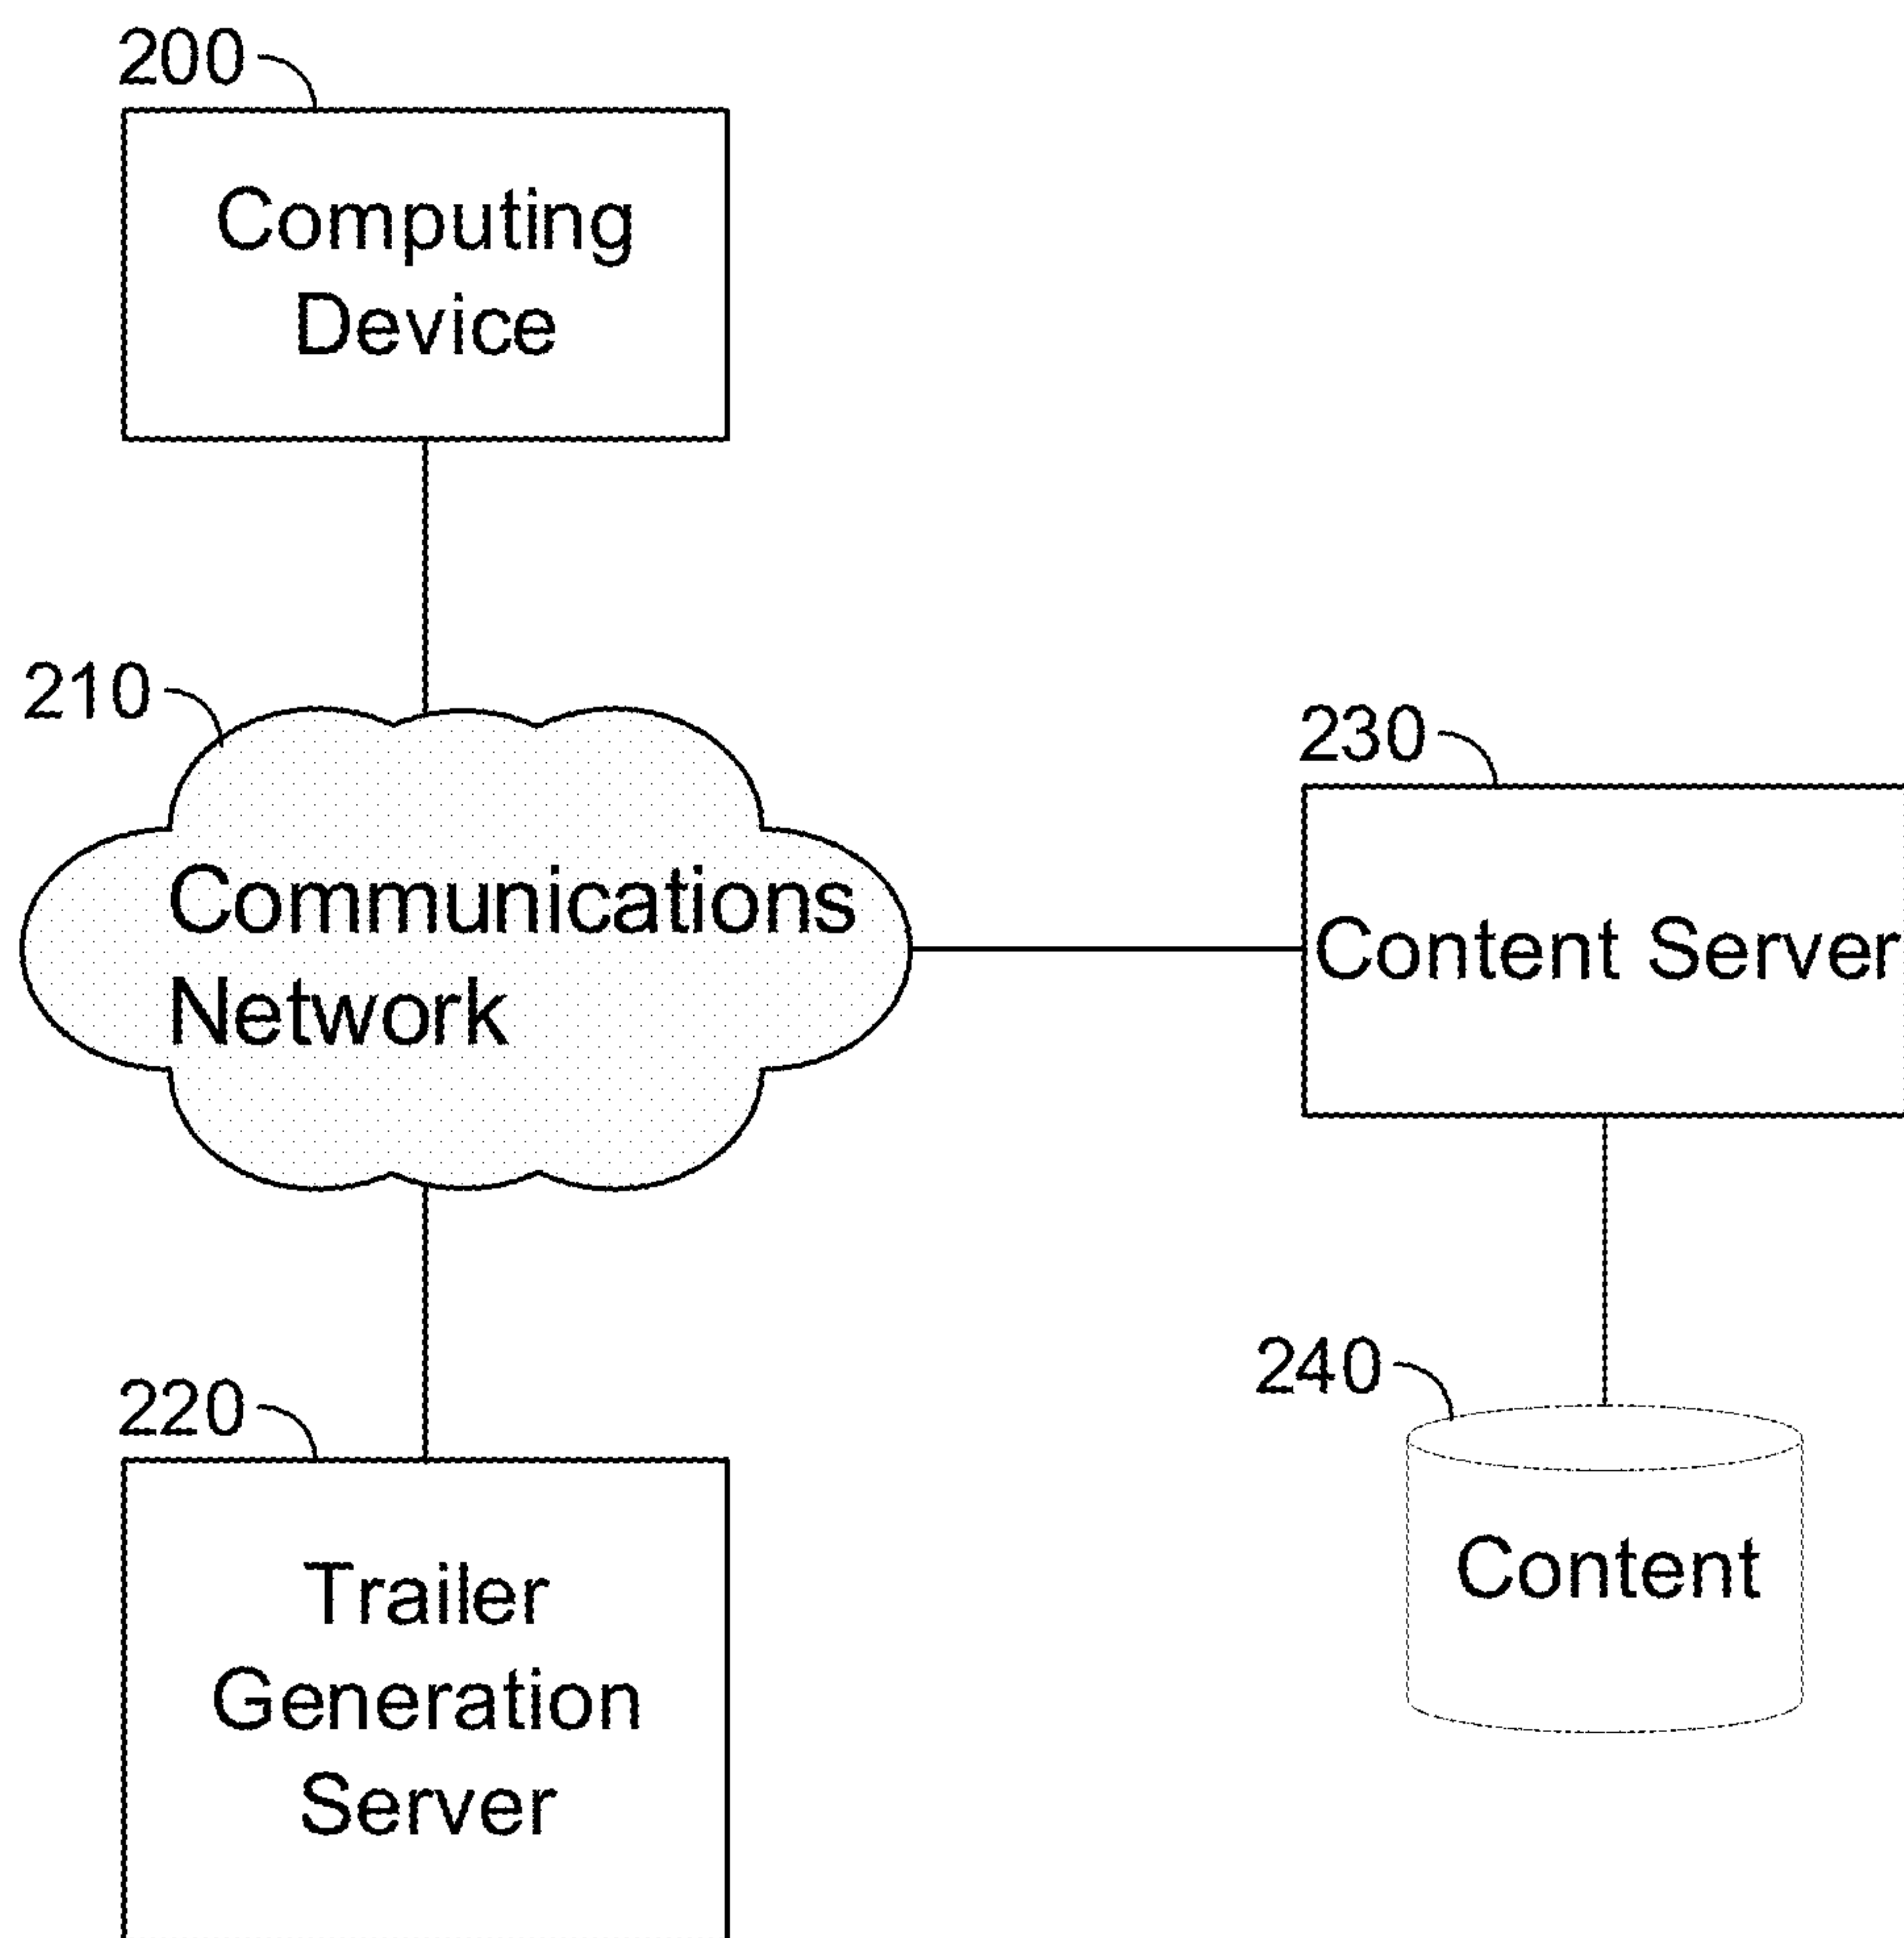 200
Computing
Device
210
Communications
Network
230
Content Server
220
Trailer
Generation
Server
240
Content